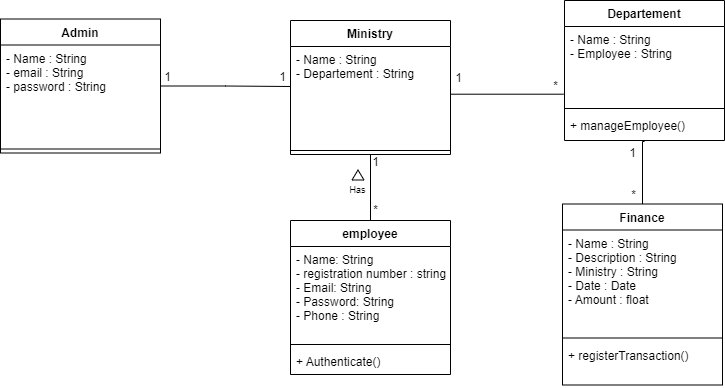 Admin
- Name : String
- email : String
- password : String
1
1
Ministry
- Name : String
- Departement : String
1
*
Departement
- Name : String
- Employee : String
+ manageEmployee()
1
*
1
Has
*
employee
- Name: String
- registration number : string
- Email: String
- Password: String
- Phone : String
+ Authenticate()
Finance
- Name : String
- Description : String
- Ministry : String
- Date : Date
- Amount : float
+ registerTransaction()